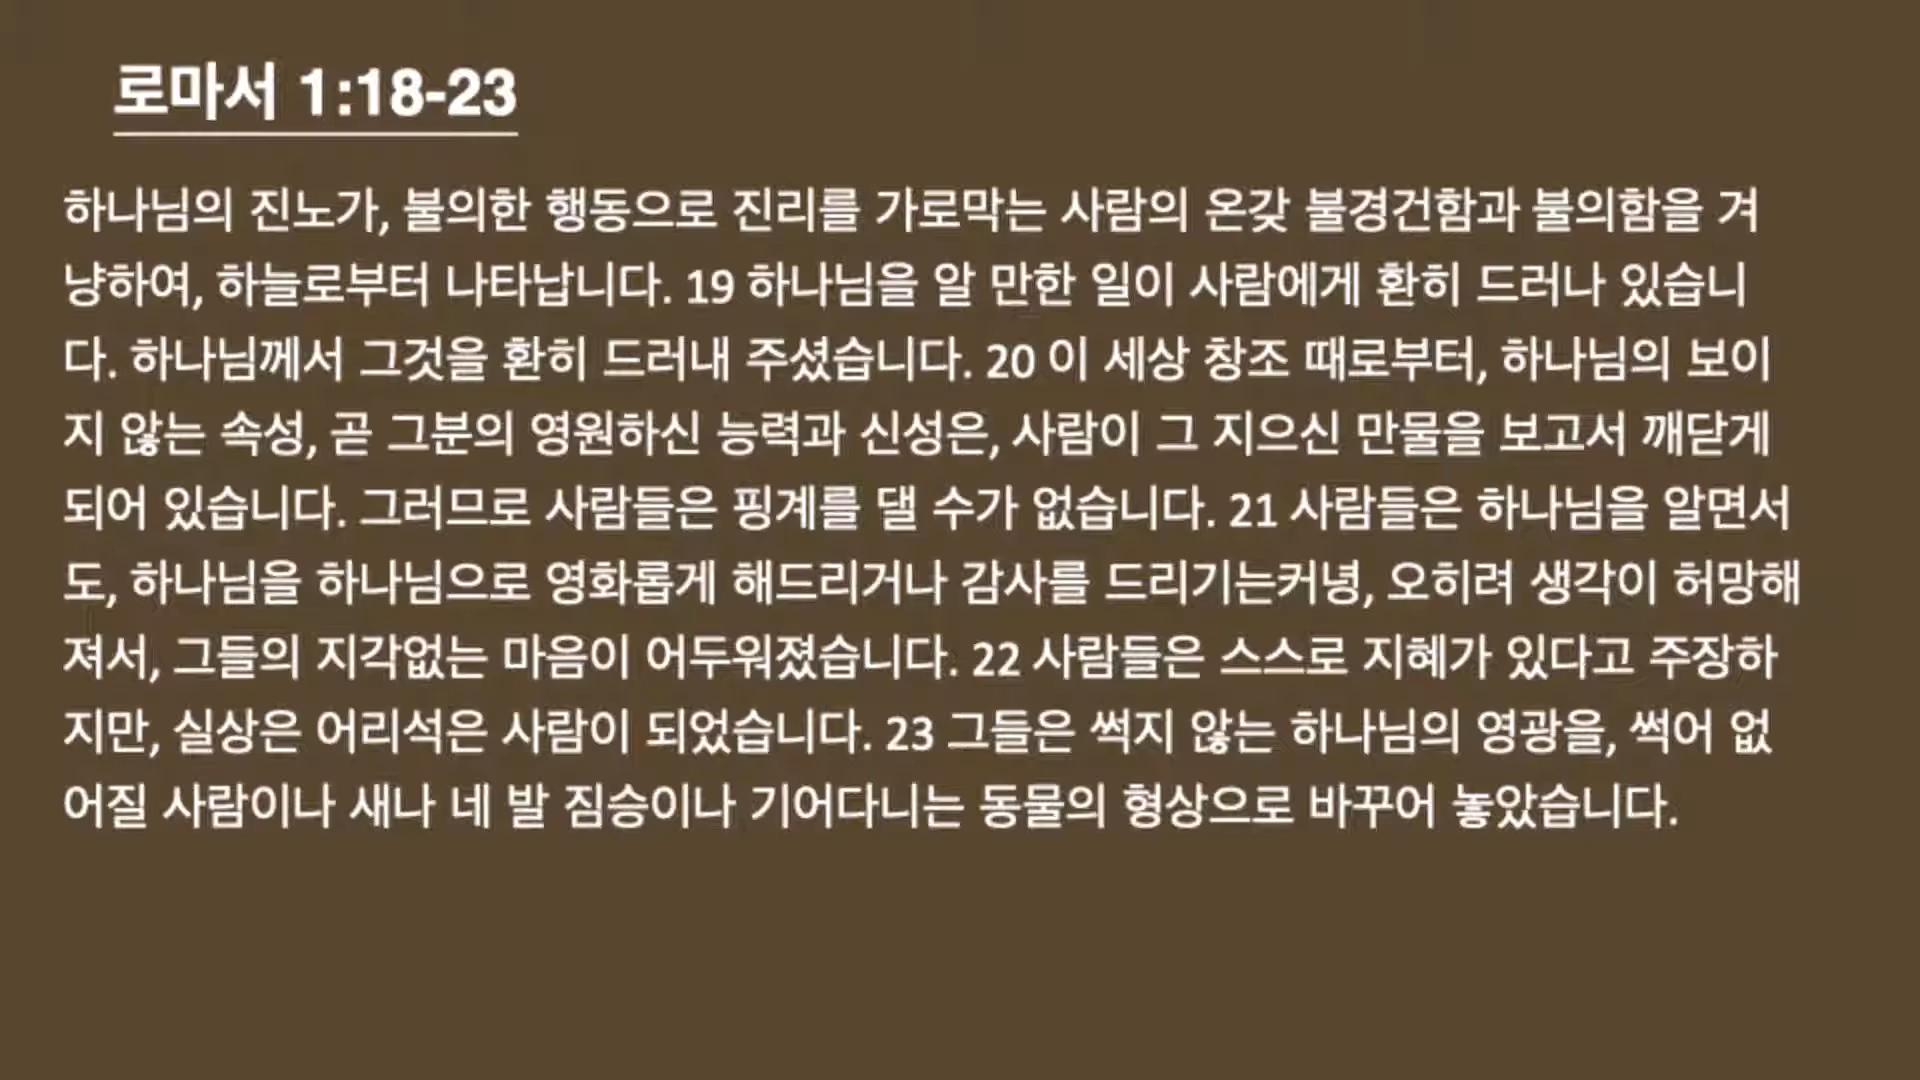 로마서 1:18-23
하나님의 진노가, 불의한 행동으로 진리를 가로막는 사람의 온갖 불경건함과 불의함을 겨
냥하여, 하늘로부터 나타납니다. 19 하나님을 알 만한 일이 사람에게 환히 드러나 있습니
다. 하나님께서 그것을 환히 드러내 주셨습니다. 20 이 세상 창조 때로부터, 하나님의 보이
지 않는 속성, 곧 그분의 영원하신 능력과 신성은, 사람이 그 지으신 만물을 보고서 깨닫게
되어 있습니다. 그러므로 사람들은 핑계를 댈 수가 없습니다. 21 사람들은 하나님을 알면서
도, 하나님을 하나님으로 영화롭게 해드리거나 감사를 드리기는커녕, 오히려 생각이 허망해
져서, 그들의 지각없는 마음이 어두워졌습니다. 22 사람들은 스스로 지혜가 있다고 주장하
지만, 실상은 어리석은 사람이 되었습니다. 23 그들은 썩지 않는 하나님의 영광을, 썩어 없
어질 사람이나 새나 네 발 짐승이나 기어다니는 동물의 형상으로 바꾸어 놓았습니다.